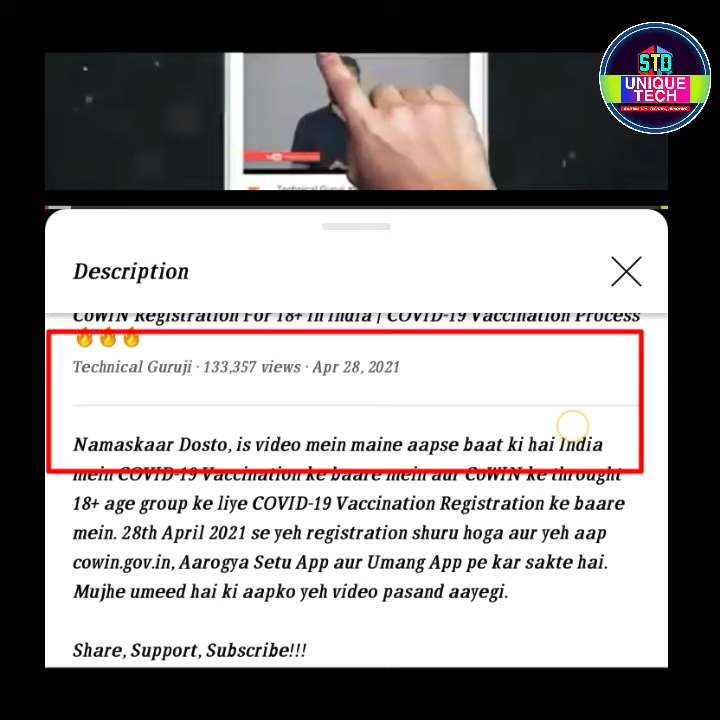 STD
UNIQUE
TECH
Technical Guruji
Description
CoWIN Registration For 18+ In India | COVID-19 Vaccination Process
🔥🔥🔥
Technical Guruji · 133,357 views · Apr 28, 2021
Namaskaar Dosto, is video mein maine aapse baat ki hai India
mein COVID-19 Vaccination ke baare mein aur CoWIN ke throught
18+ age group ke liye COVID-19 Vaccination Registration ke baare
mein. 28th April 2021 se yeh registration shuru hoga aur yeh aap
cowin.gov.in, Aarogya Setu App aur Umang App pe kar sakte hai.
Mujhe umeed hai ki aapko yeh video pasand aayegi.
Share, Support, Subscribe!!!